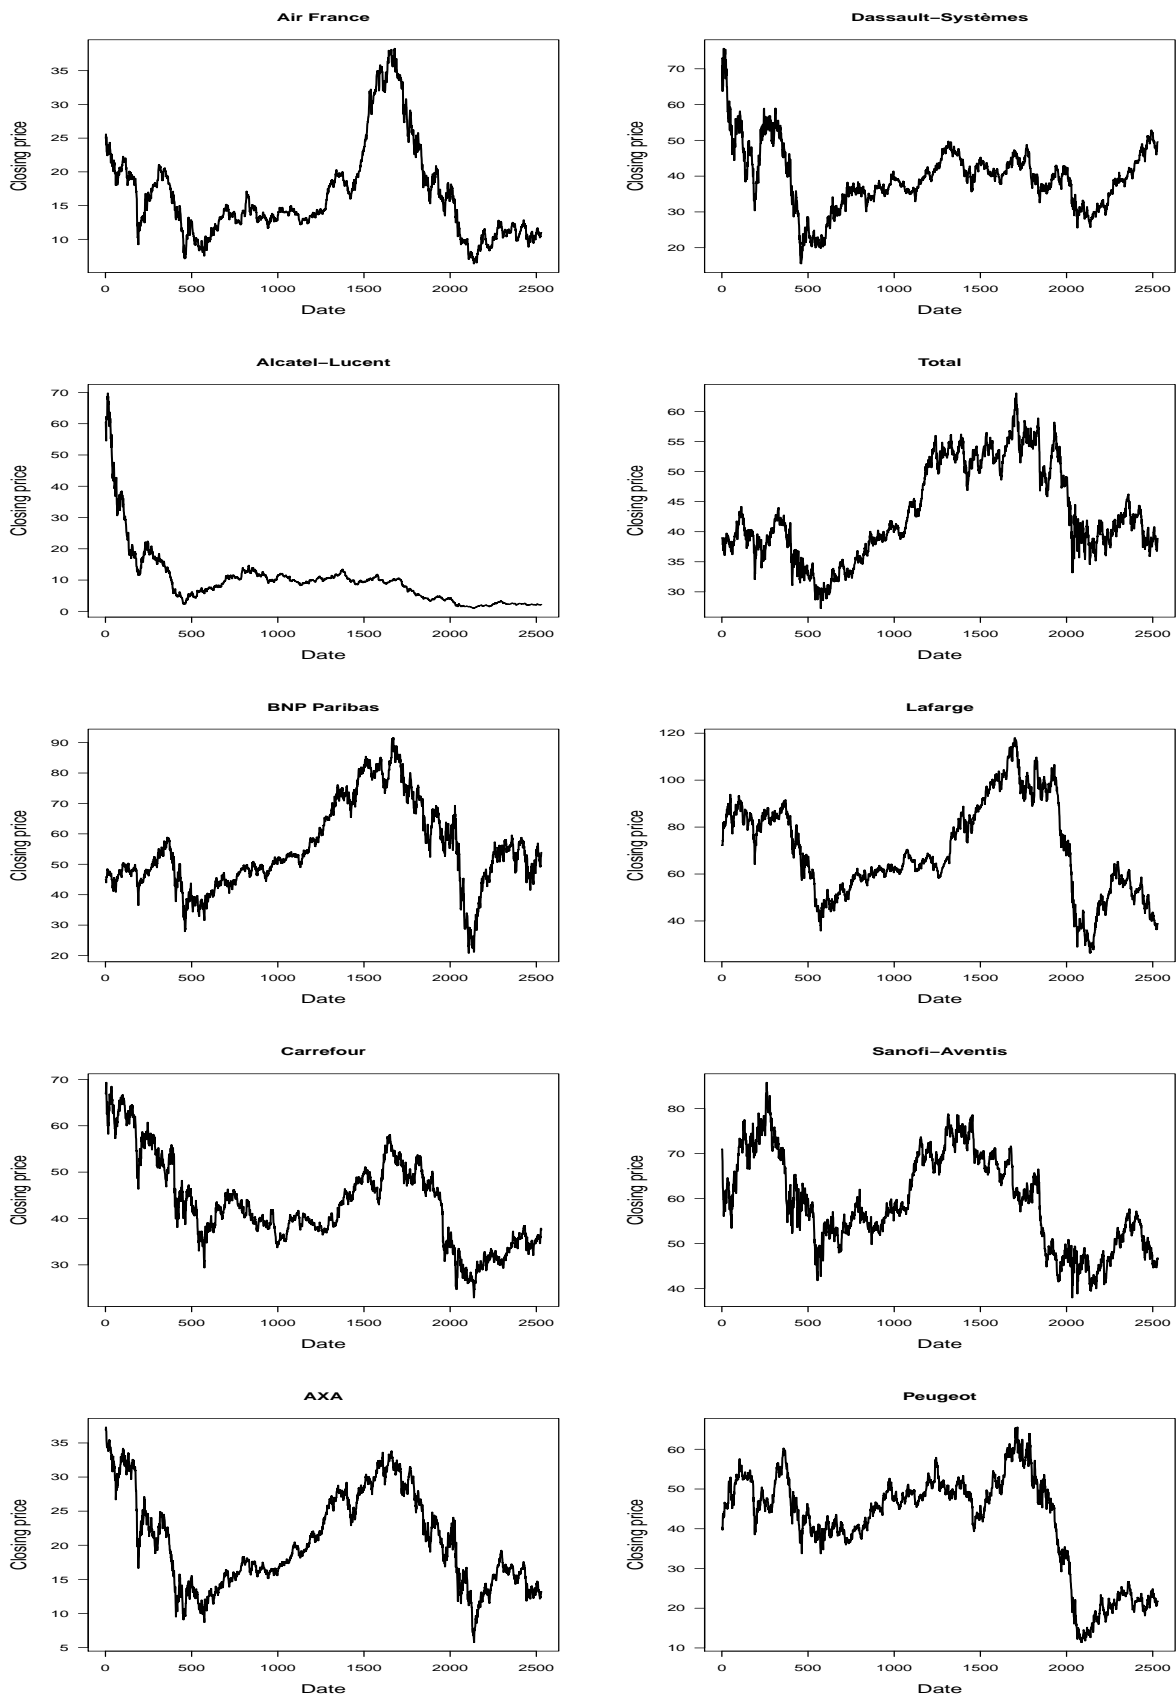 Air France
Closing price
35
30
25
20
15
10
0 500 1000 1500 2000 2500
Date
Dassault−Systèmes
Closing price
70
60
50
40
30
20
0 500 1000 1500 2000 2500
Date
Alcatel−Lucent
Closing price
70
60
50
40
30
20
10
0
0 500 1000 1500 2000 2500
Date
Total
Closing price
60
55
50
45
40
35
30
0 500 1000 1500 2000 2500
Date
BNP Paribas
Closing price
90
80
70
60
50
40
30
20
0 500 1000 1500 2000 2500
Date
Lafarge
Closing price
120
100
80
60
40
0 500 1000 1500 2000 2500
Date
Carrefour
Closing price
70
60
50
40
30
0 500 1000 1500 2000 2500
Date
Sanofi−Aventis
Closing price
80
70
60
50
40
0 500 1000 1500 2000 2500
Date
AXA
Closing price
35
30
25
20
15
10
5
0 500 1000 1500 2000 2500
Date
Peugeot
Closing price
60
50
40
30
20
10
0 500 1000 1500 2000 2500
Date